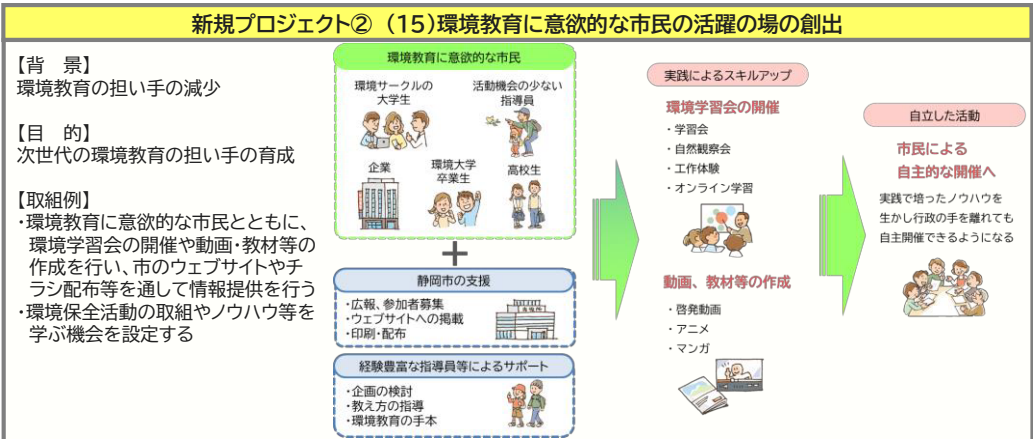 新規プロジェクト② （15）環境教育に意欲的な市民の活躍の場の創出
【背　景】
環境教育の担い手の減少
【目　的】
次世代の環境教育の担い手の育成
【取組例】
・環境教育に意欲的な市民とともに、
環境学習会の開催や動画・教材等の
作成を行い、市のウェブサイトやチ
ラシ配布等を通して情報提供を行う
・環境保全活動の取組やノウハウ等を
学ぶ機会を設定する
環境教育に意欲的な市民
環境サークルの
大学生
活動機会の少ない
指導員
企業
環境大学
卒業生
高校生
静岡市の支援
・広報、参加者募集
・ウェブサイトへの掲載
・印刷・配布
経験豊富な指導員等によるサポート
・企画の検討
・教え方の指導
・環境教育の手本
実践によるスキルアップ
環境学習会の開催
・学習会
・自然観察会
・工作体験
・オンライン学習
動画、教材等の作成
・啓発動画
・アニメ
・マンガ
自立した活動
市民による
自主的な開催へ
実践で培ったノウハウを
生かし行政の手を離れても
自主開催できるようになる